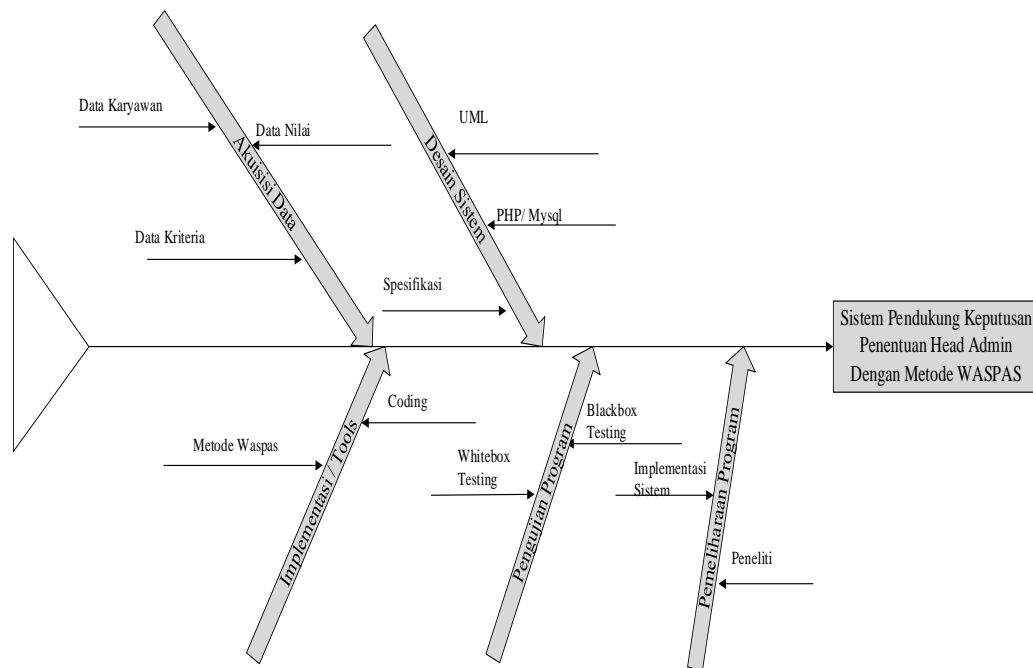 Data Karyawan
Data Nilai
Akuisisi Data
Data Kriteria
UML
Desain Sistem
PHP/ Mysql
Spesifikasi
Sistem Pendukung Keputusan
Penentuan Head Admin
Dengan Metode WASPAS
Coding
Metode Waspas
Implementasi / Tools
Blackbox
Testing
Whitebox
Testing
Pengujian Program
Implementasi
Sistem
Peneliti
Pemeliharaan Program